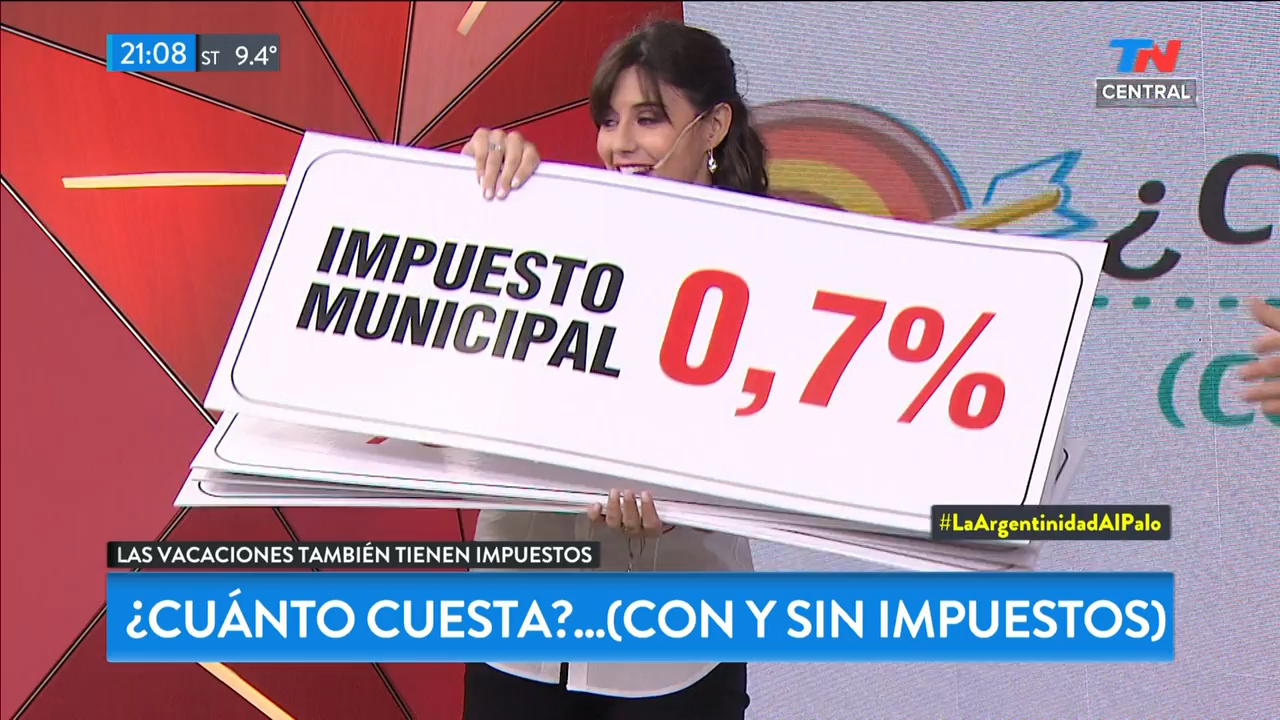 21:08 ST 9.4°
TN
CENTRAL
IMPUESTO
MUNICIPAL
0,7%
#LaArgentinidadAlPalo
LAS VACACIONES TAMBIÉN TIENEN IMPUESTOS
¿CUÁNTO CUESTA?...(CON Y SIN IMPUESTOS)